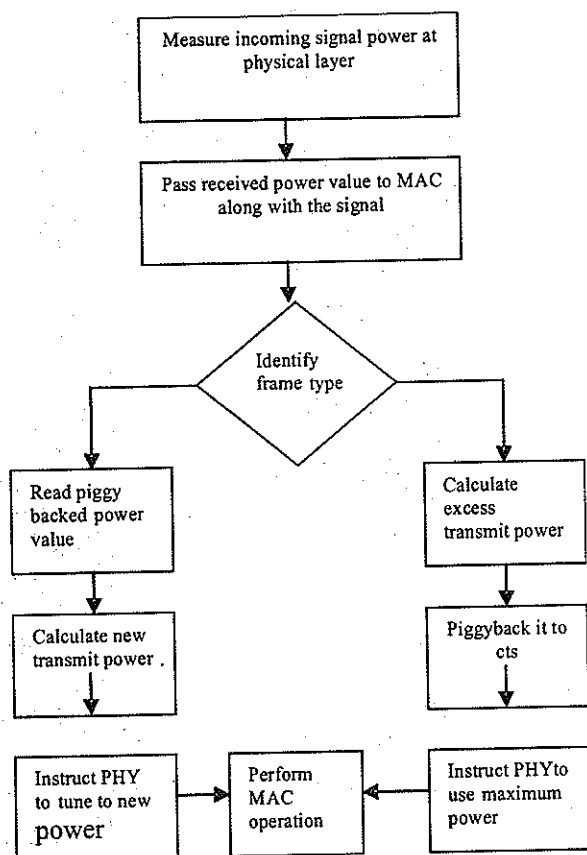 Measure incoming signal power at
physical layer
Pass received power value to MAC
along with the signal
Identify
frame type
Read piggy
backed power
value
Calculate
excess
transmit power
Calculate new
transmit power .
Piggyback it to
cts
Instruct PHY
to tune to new
power
Perform
MAC
operation
Instruct PHYto
use maximum
power